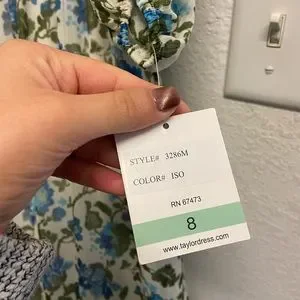 STYLE# 3286M
COLOR# ISO
RN 67473
8
www.taylordress.com